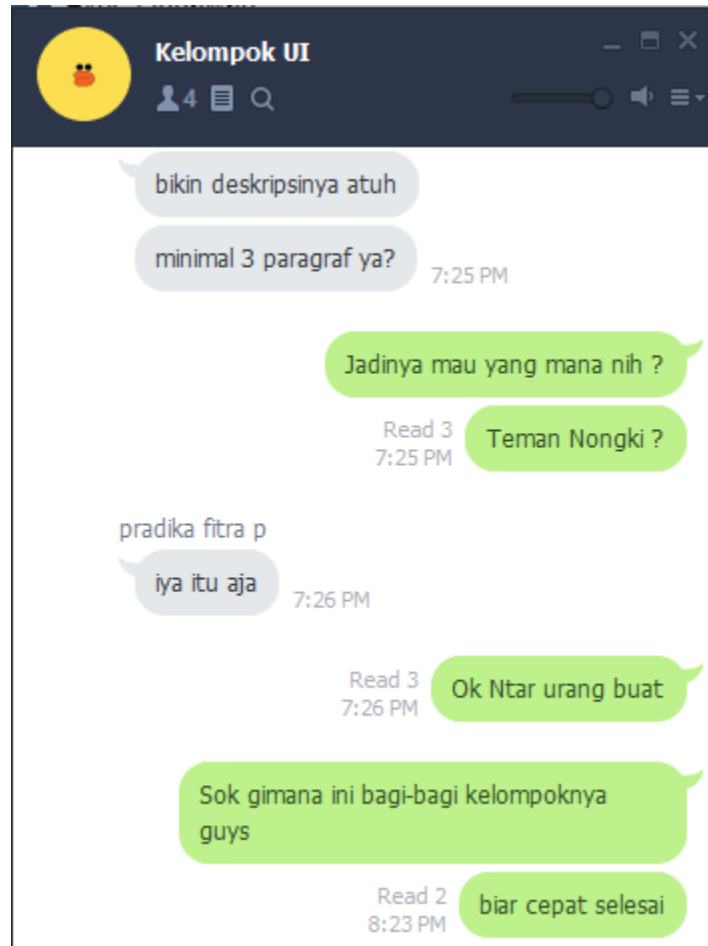 Kelompok UI
4
bikin deskripsinya atuh
minimal 3 paragraf ya?
7:25 PM
Jadinya mau yang mana nih ?
Read 3
7:25 PM
Teman Nongki ?
pradika fitra p
iya itu aja
7:26 PM
Read 3
7:26 PM
Ok Ntar urang buat
Sok gimana ini bagi-bagi kelompoknya
guys
Read 2
8:23 PM
biar cepat selesai